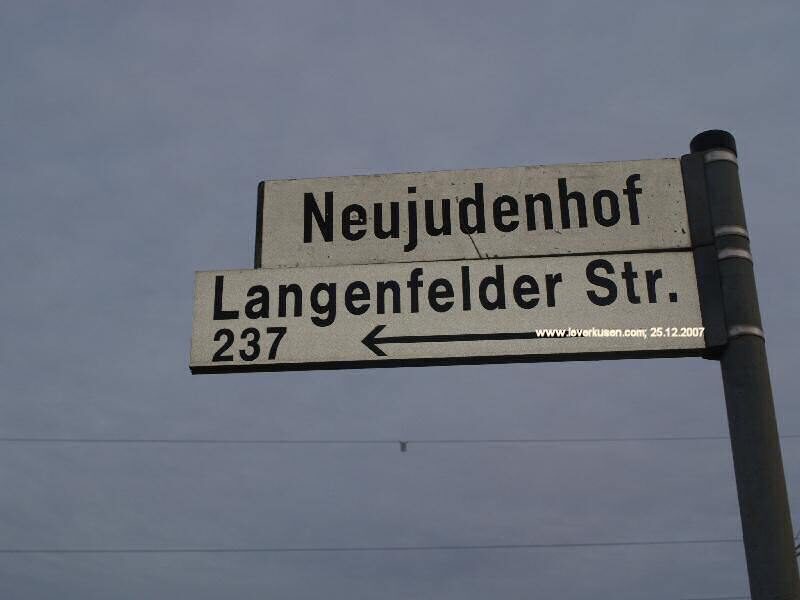 Neujudenhof
Langenfelder Str.
237
www.leverkusen.com; 25.12.2007